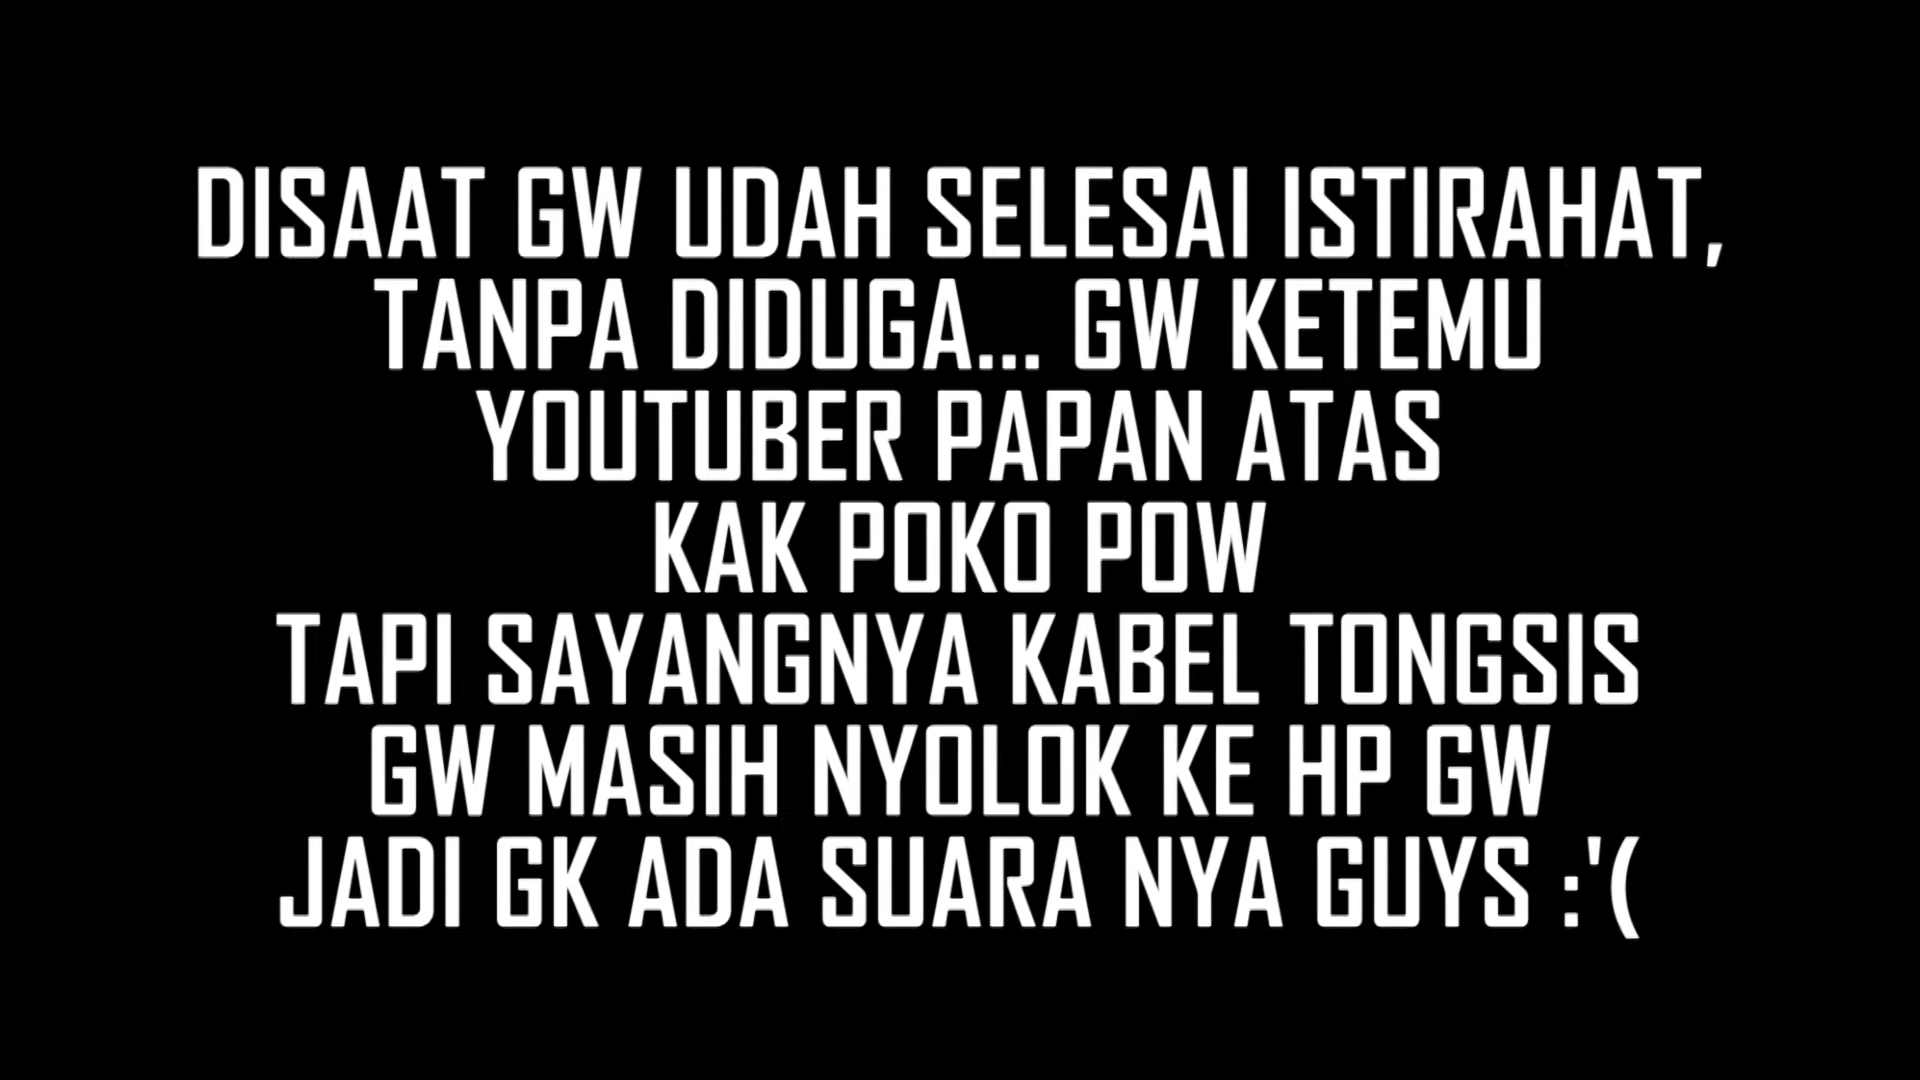 DISAAT GW UDAH SELESAI ISTIRAHAT,
TANPA DIDUGA... GW KETEMU
YOUTUBER PAPAN ATAS
KAK POKO POW
TAPI SAYANGNYA KABEL TONGSIS
GW MASIH NYOLOK KE HP GW
JADI GK ADA SUARA NYA GUYS :'(